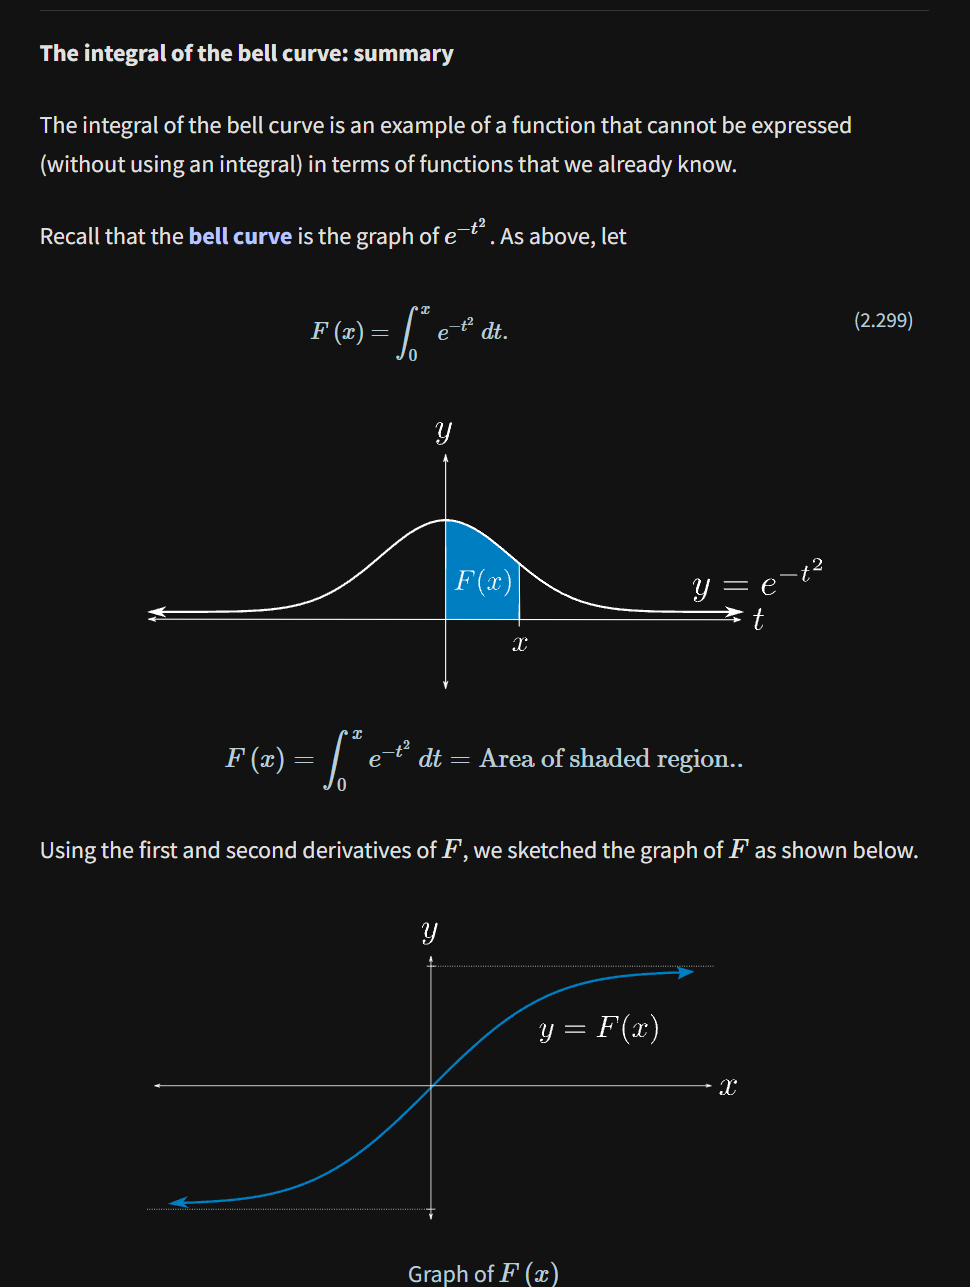 The integral of the bell curve: summary
The integral of the bell curve is an example of a function that cannot be expressed
(without using an integral) in terms of functions that we already know.
Recall that the bell curve is the graph of e^{-t^2}. As above, let
F(x) = ∫_0^x e^{-t^2} dt.
(2.299)
y
F(x)
y = e^{-t^2}
t
x
F(x) = ∫_0^x e^{-t^2} dt = Area of shaded region..
Using the first and second derivatives of F, we sketched the graph of F as shown below.
y
y = F(x)
x
Graph of F(x)